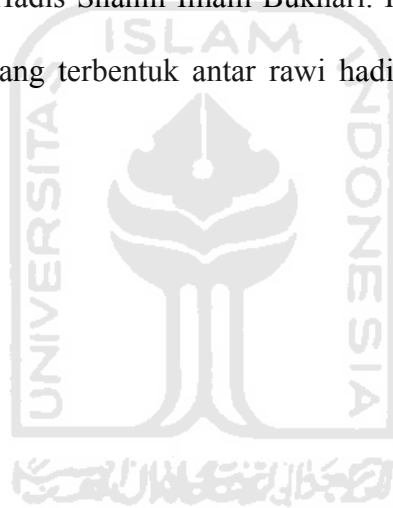 Hadis Shahih Imam Bukhari.
ang terbentuk antar rawi hadi
ISLAM
UNIVERSITAS
INDONESIA